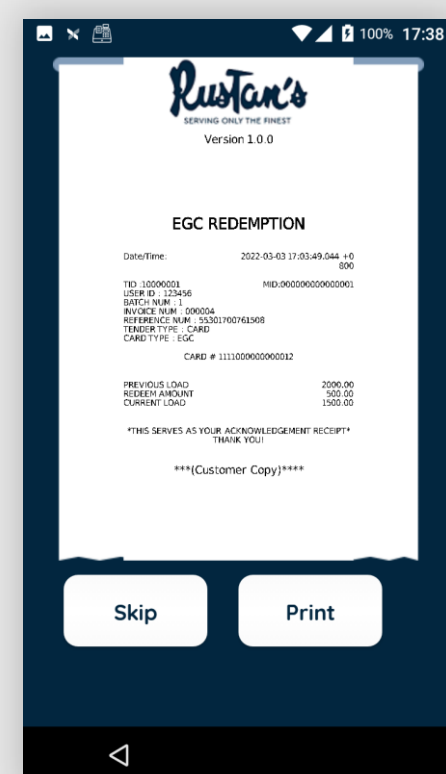 100% 17:38
RusTan's
SERVING ONLY THE FINEST
Version 1.0.0
EGC REDEMPTION
Date/Time: 2022-03-03 17:03:49.044 +0
800
TID :10000001 MID:000000000000001
USER ID : 123456
BATCH NUM : 1
INVOICE NUM : 000004
REFERENCE NUM : 55301700761508
TENDER TYPE : CARD
CARD TYPE : EGC
CARD # 1111000000000012
PREVIOUS LOAD 2000.00
REDEEM AMOUNT 500.00
CURRENT LOAD 1500.00
*THIS SERVES AS YOUR ACKNOWLEDGEMENT RECEIPT*
THANK YOU!
***(Customer Copy)****
Skip Print